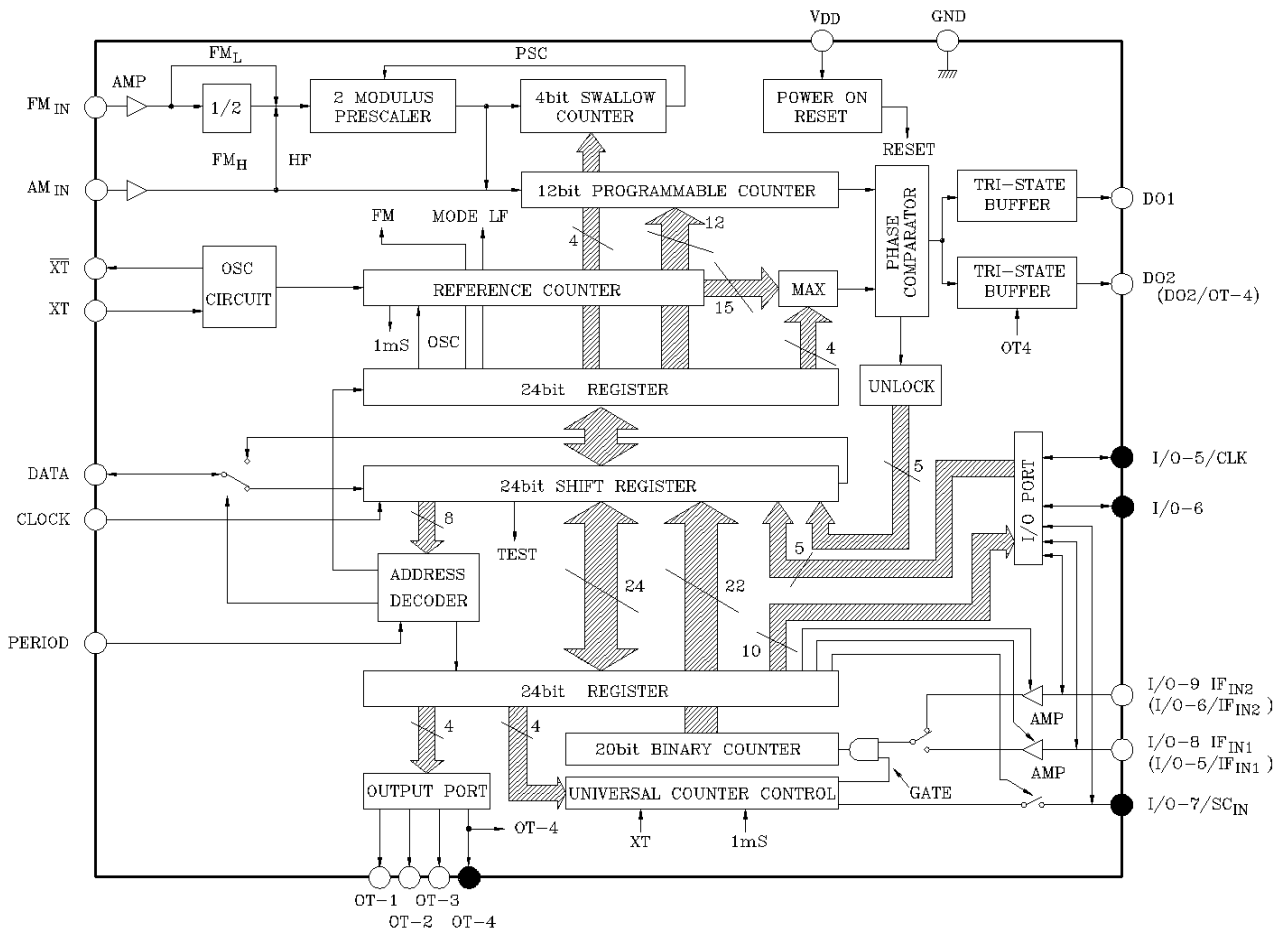 VDD
GND
FML
PSC
AMP
FM IN
1/2
2 MODULUS
PRESCALER
4bit SWALLOW
COUNTER
POWER ON
RESET
RESET
FMH
HF
AM IN
12bit PROGRAMMABLE COUNTER
PHASE
COMPARATOR
TRI-STATE
BUFFER
DO1
FM
MODE
LF
4
12
XT
OSC
CIRCUIT
XT
REFERENCE COUNTER
15
MAX
TRI-STATE
BUFFER
DO2
(DO2/OT-4)
1mS
OSC
4
OT4
24bit REGISTER
UNLOCK
DATA
24bit SHIFT REGISTER
5
I/O PORT
I/O-5/CLK
CLOCK
8
I/O-6
TEST
5
ADDRESS
DECODER
24
22
PERIOD
10
24bit REGISTER
I/O-9 IFIN2
(I/O-6/IFIN2)
AMP
4
4
20bit BINARY COUNTER
I/O-8 IFIN1
(I/O-5/IFIN1)
AMP
OUTPUT PORT
UNIVERSAL COUNTER CONTROL
GATE
I/O-7/SCIN
OT-4
XT
1mS
OT-1
OT-3
OT-2
OT-4